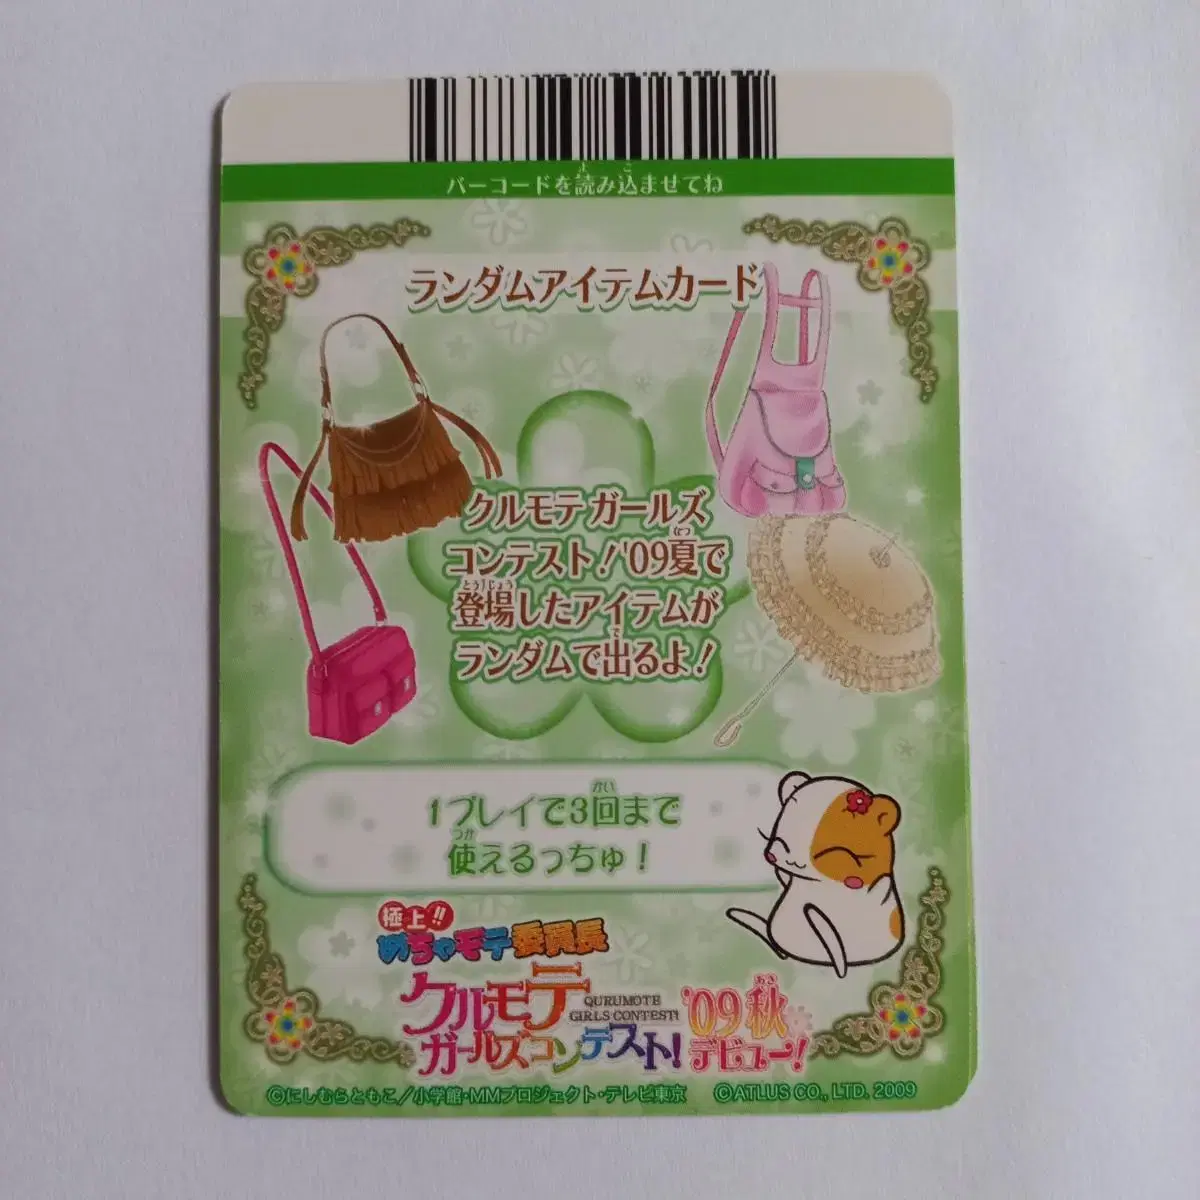 バーコードを読み込ませてね
ランダムアイテムカード
クルモテ ガールズ
コンテスト！'09夏で
登場したアイテムが
ランダムで出るよ！
1プレイで3回まで
使えるっちゅ！
極上!!
めちゃモテ委員長
クルモテ
QURUMOTE
GIRLS CONTEST!
ガールズコンテスト!
'09 秋
デビュー!
©にしむらともこ／小学館・MMプロジェクト・テレビ東京 ©ATLUS CO., LTD. 2009